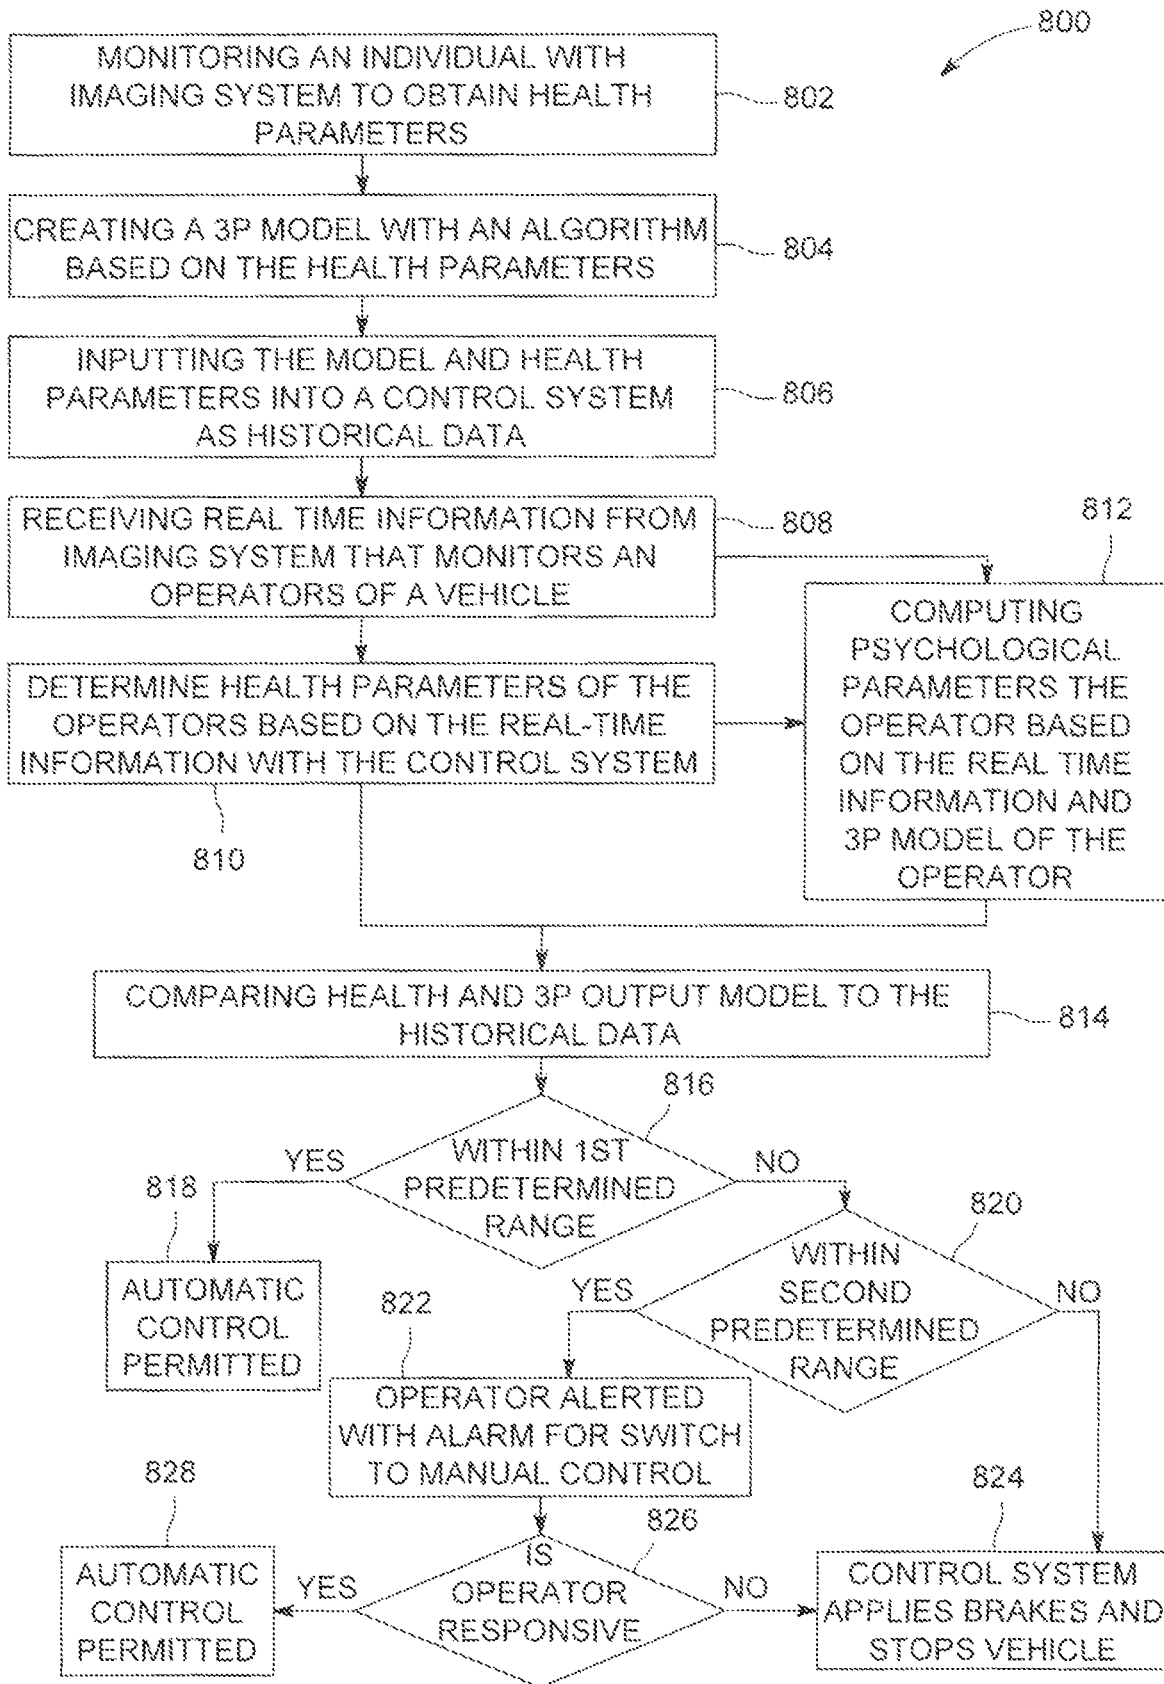 800
MONITORING AN INDIVIDUAL WITH
IMAGING SYSTEM TO OBTAIN HEALTH
PARAMETERS
802
CREATING A 3P MODEL WITH AN ALGORITHM
BASED ON THE HEALTH PARAMETERS
804
INPUTTING THE MODEL AND HEALTH
PARAMETERS INTO A CONTROL SYSTEM
AS HISTORICAL DATA
806
RECEIVING REAL TIME INFORMATION FROM
IMAGING SYSTEM THAT MONITORS AN
OPERATORS OF A VEHICLE
808
812
COMPUTING
PSYCHOLOGICAL
PARAMETERS THE
OPERATOR BASED
ON THE REAL TIME
INFORMATION AND
3P MODEL OF THE
OPERATOR
DETERMINE HEALTH PARAMETERS OF THE
OPERATORS BASED ON THE REAL-TIME
INFORMATION WITH THE CONTROL SYSTEM
810
COMPARING HEALTH AND 3P OUTPUT MODEL TO THE
HISTORICAL DATA
814
816
WITHIN 1ST
PREDETERMINED
RANGE
YES
NO
818
AUTOMATIC
CONTROL
PERMITTED
820
WITHIN
SECOND
PREDETERMINED
RANGE
YES
NO
822
OPERATOR ALERTED
WITH ALARM FOR SWITCH
TO MANUAL CONTROL
826
IS
OPERATOR
RESPONSIVE
YES
NO
828
AUTOMATIC
CONTROL
PERMITTED
824
CONTROL SYSTEM
APPLIES BRAKES AND
STOPS VEHICLE